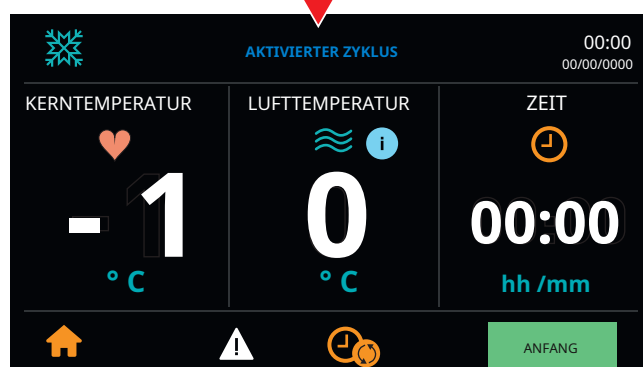 AKTIVIERTER ZYKLUS
00:00
00/00/0000
KERNTEMPERATUR
LUFTTEMPERATUR
ZEIT
i
-1
0
00:00
° C
° C
hh /mm
ANFANG